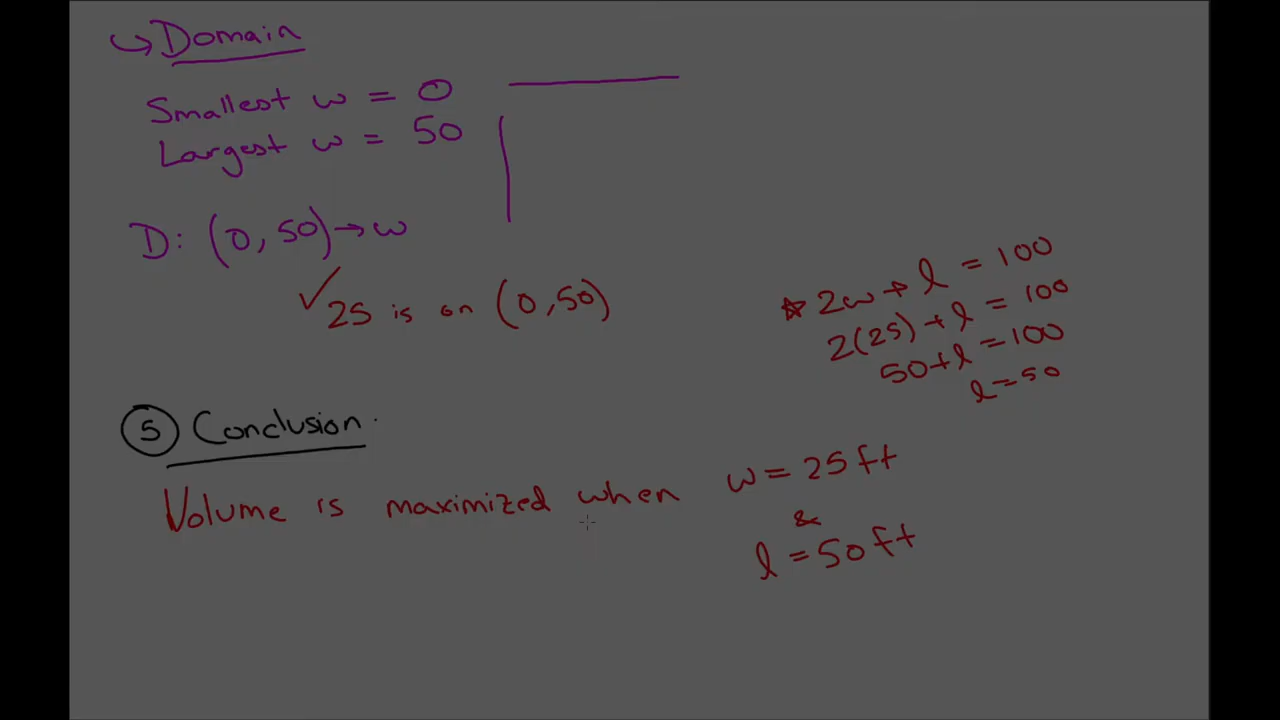 ↳ Domain
Smallest w = 0
Largest w = 50
D: (0, 50) → w
✓ 25 is on (0, 50)
* 2w + l = 100
2(25) + l = 100
50 + l = 100
l = 50
5 Conclusion.
Volume is maximized when w = 25 ft
&
l = 50 ft